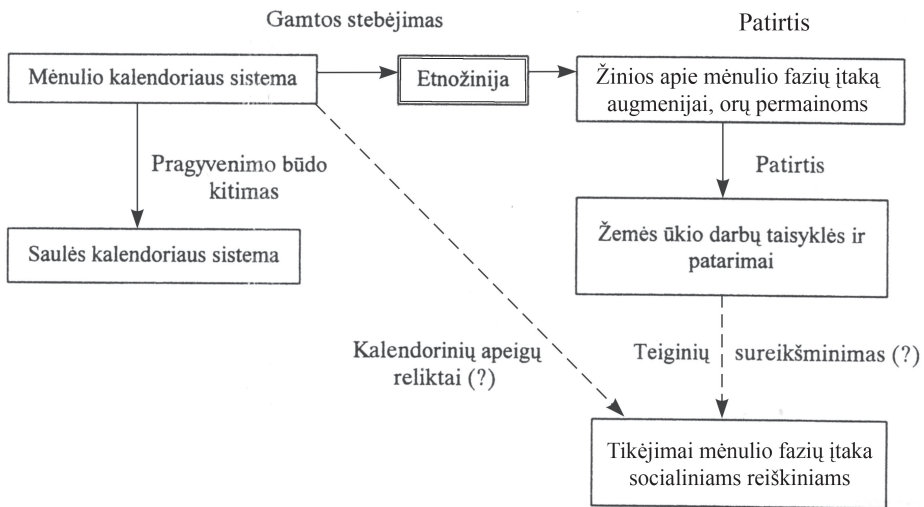 Gamtos stebėjimas
Patirtis
Mėnulio kalendoriaus sistema
Etnožinija
Žinios apie mėnulio fazių įtaką
augmenijai, orų permainoms
Pragyvenimo būdo
kitimas
Patirtis
Saulės kalendoriaus sistema
Žemės ūkio darbų taisyklės ir
patarimai
Kalendorinių apeigų
reliktai (?)
Teiginių sureikšminimas (?)
Tikėjimai mėnulio fazių įtaka
socialiniams reiškiniams